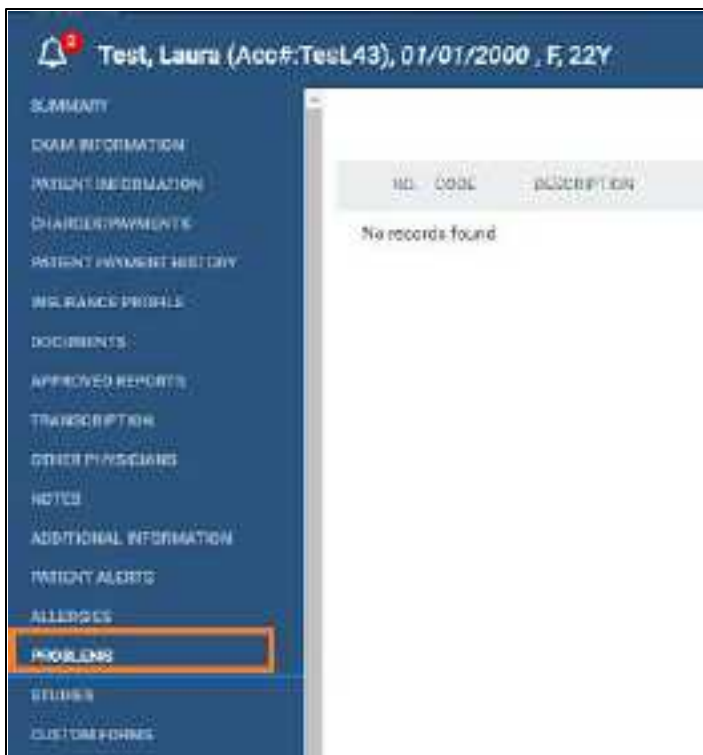 2
Test, Laura (Acc#:TesL43), 01/01/2000 , F, 22Y
SUMMARY
EXAM INFORMATION
PATIENT INFORMATION
NO. CODE DESCRIPTION
CHARGES/PAYMENTS
No records found
PATIENT PAYMENT HISTORY
INSURANCE PROFILE
DOCUMENTS
APPROVED REPORTS
TRANSCRIPTION
OTHER PHYSICIANS
NOTES
ADDITIONAL INFORMATION
PATIENT ALERTS
ALLERGIES
PROBLEMS
STUDIES
CUSTOM FORMS